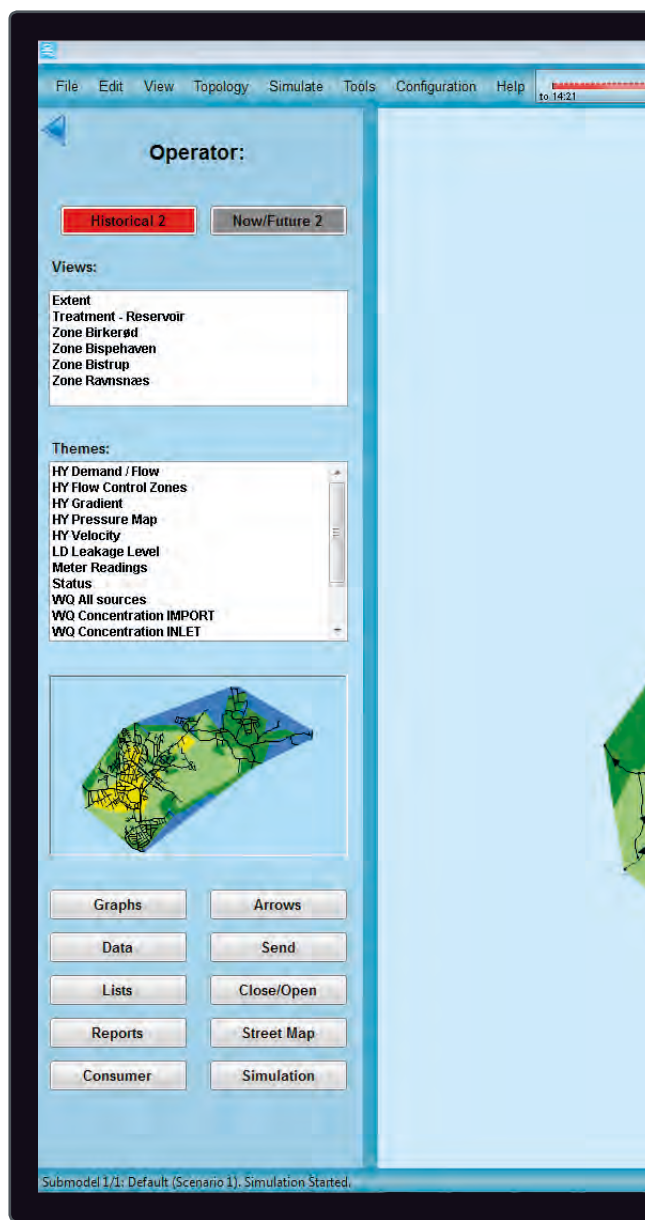 File Edit View Topology Simulate Tools Configuration Help
to 14:21
Operator:
Historical 2 Now/Future 2
Views:
Extent
Treatment - Reservoir
Zone Birkerød
Zone Bispehaven
Zone Bistrup
Zone Ravnsnæs
Themes:
HY Demand / Flow
HY Flow Control Zones
HY Gradient
HY Pressure Map
HY Velocity
LD Leakage Level
Meter Readings
Status
WQ All sources
WQ Concentration IMPORT
WQ Concentration INLET
Graphs Arrows
Data Send
Lists Close/Open
Reports Street Map
Consumer Simulation
Submodel 1/1: Default (Scenario 1). Simulation Started.